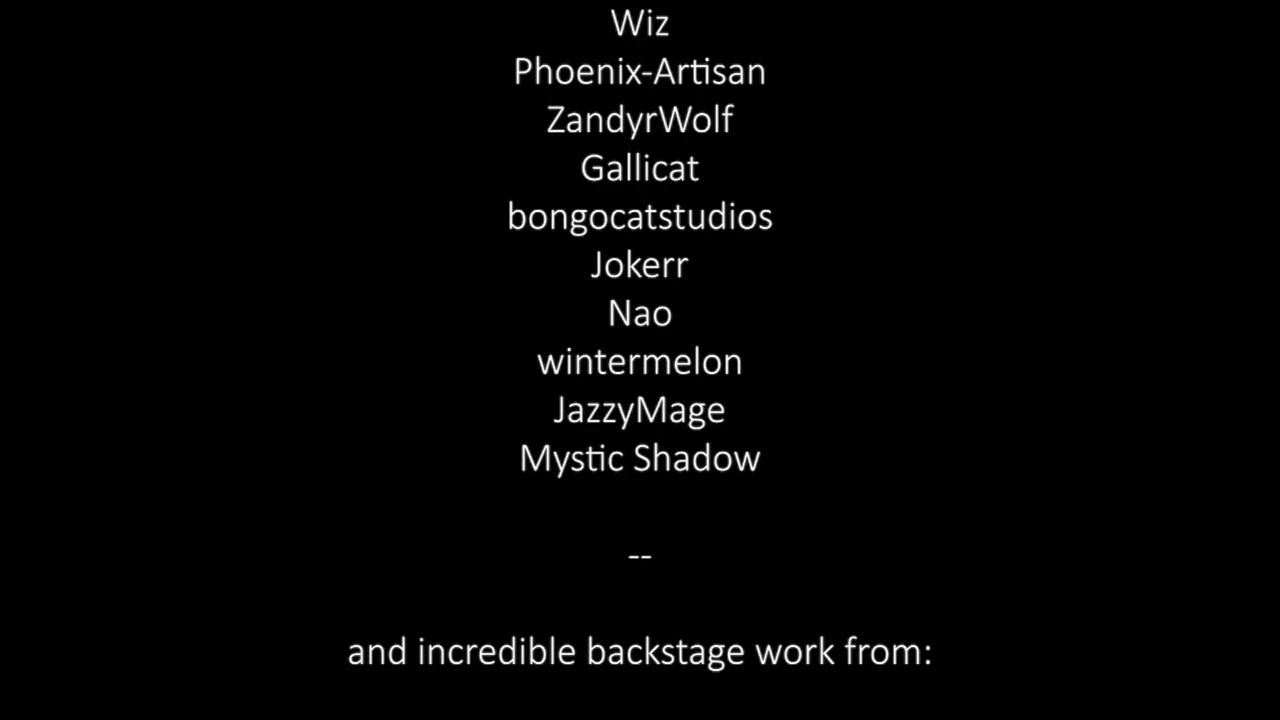 Wiz
Phoenix-Artisan
ZandyrWolf
Gallicat
bongocatstudios
Jokerr
Nao
wintermelon
JazzyMage
Mystic Shadow
--
and incredible backstage work from: